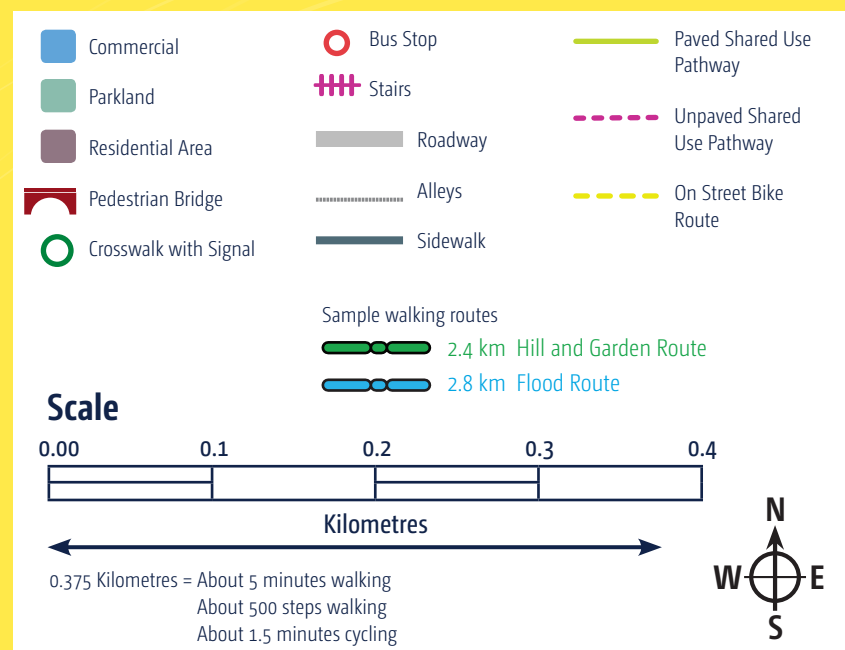 Commercial
Parkland
Residential Area
Pedestrian Bridge
Crosswalk with Signal
Bus Stop
Stairs
Roadway
Alleys
Sidewalk
Paved Shared Use
Pathway
Unpaved Shared
Use Pathway
On Street Bike
Route
Sample walking routes
2.4 km Hill and Garden Route
2.8 km Flood Route
Scale
0.00 0.1 0.2 0.3 0.4
Kilometres
0.375 Kilometres = About 5 minutes walking
About 500 steps walking
About 1.5 minutes cycling
N
W E
S